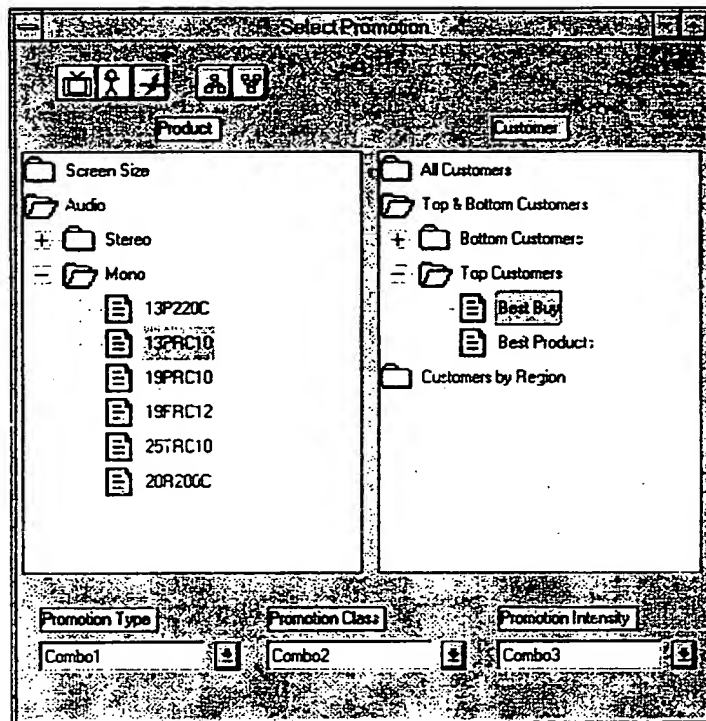 Select Promotion
Product
Customer
Screen Size
Audio
Stereo
Mono
13P220C
13PRC10
19PRC10
19FRC12
25TRC10
20R200C
All Customers
Top & Bottom Customers
Bottom Customers
Top Customers
Best Buy
Best Products
Customers by Region
Promotion Type
Promotion Class
Promotion Intensity
Combo1
Combo2
Combo3